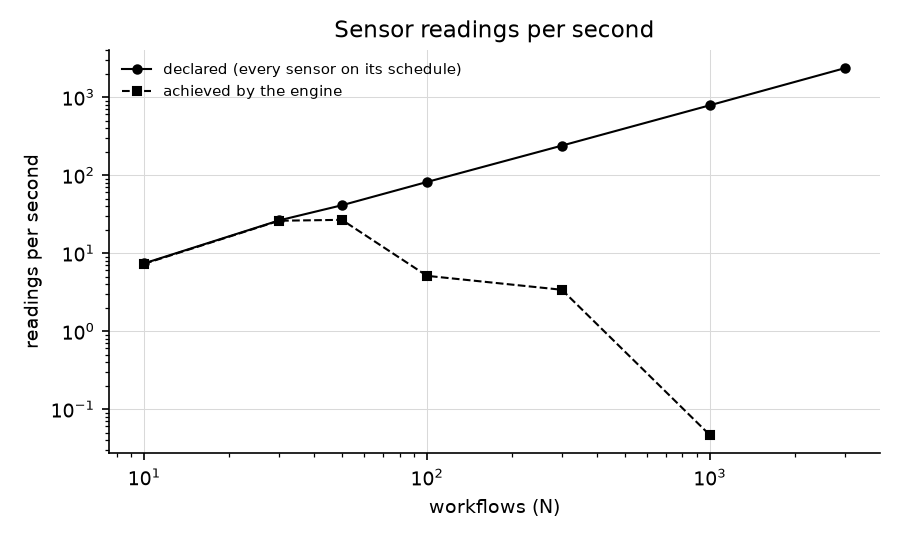 Sensor readings per second
declared (every sensor on its schedule)
achieved by the engine
readings per second
10³
10²
10¹
10⁰
10⁻¹
10¹
10²
10³
workflows (N)